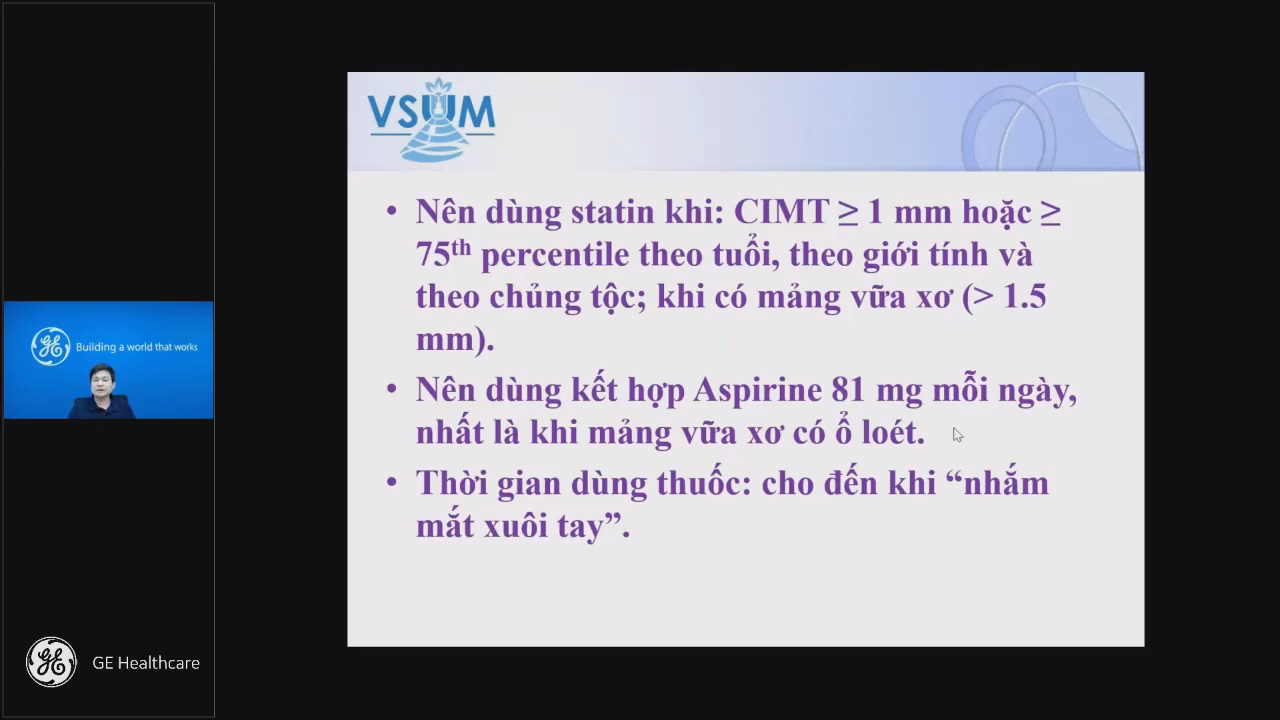 VSUM
• Nên dùng statin khi: CIMT ≥ 1 mm hoặc ≥
75th percentile theo tuổi, theo giới tính và
theo chủng tộc; khi có mảng vữa xơ (> 1.5
mm).
• Nên dùng kết hợp Aspirine 81 mg mỗi ngày,
nhất là khi mảng vữa xơ có ổ loét.
• Thời gian dùng thuốc: cho đến khi “nhắm
mắt xuôi tay”.
GE Building a world that works
GE GE Healthcare